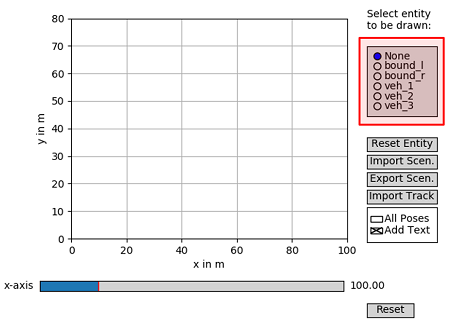 Select entity
to be drawn:
None
bound_l
bound_r
veh_1
veh_2
veh_3
Reset Entity
Import Scen.
Export Scen.
Import Track
All Poses
Add Text
80
70
60
50
40
30
20
10
0
y in m
0 20 40 60 80 100
x in m
x-axis 100.00
Reset